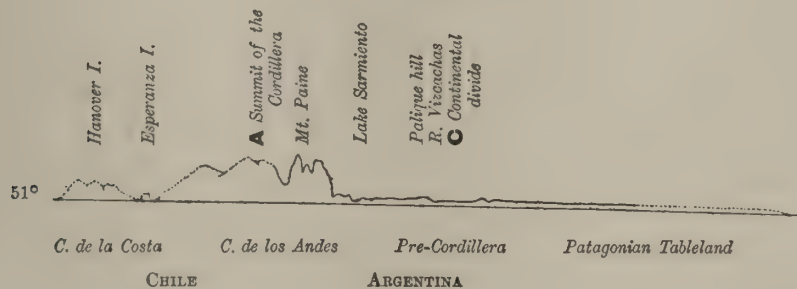 Hanover I.
Esperanza I.
A Summit of the
Cordillera
Mt. Paine
Lake Sarmiento
Palique hill
R. Vizcachas
C Continental
divide
51°
C. de la Costa
C. de los Andes
Pre-Cordillera
Patagonian Tableland
CHILE
ARGENTINA